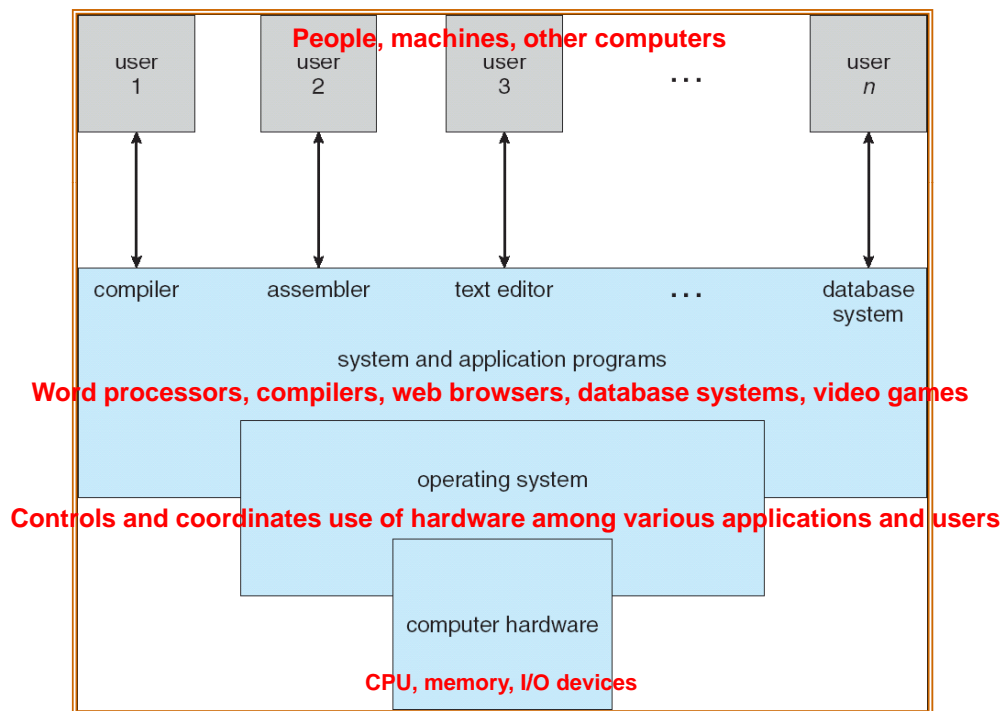 People, machines, other computers
user user user ... user
1 2 3 n
compiler assembler text editor ... database
system
system and application programs
Word processors, compilers, web browsers, database systems, video games
operating system
Controls and coordinates use of hardware among various applications and users
computer hardware
CPU, memory, I/O devices